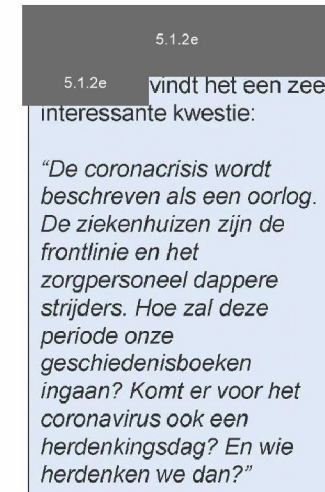 5.1.2e
5.1.2e vindt het een zee
interessante kwestie:
“De coronacrisis wordt
beschreven als een oorlog.
De ziekenhuizen zijn de
frontlinie en het
zorgpersoneel dappere
strijders. Hoe zal deze
periode onze
geschiedenisboeken
ingaan? Komt er voor het
coronavirus ook een
herdenkingsdag? En wie
herdenken we dan?”